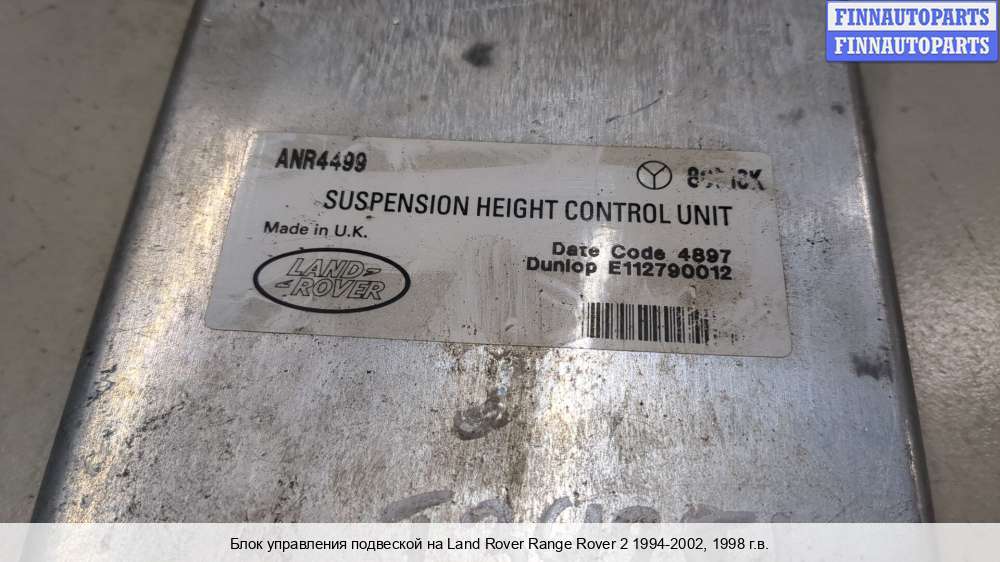 FINNAUTOPARTS
FINNAUTOPARTS
ANR4499
SUSPENSION HEIGHT CONTROL UNIT
Made in U.K.
Date Code 4897
Dunlop E112790012
LAND
ROVER
Блок управления подвеской на Land Rover Range Rover 2 1994-2002, 1998 г.в.